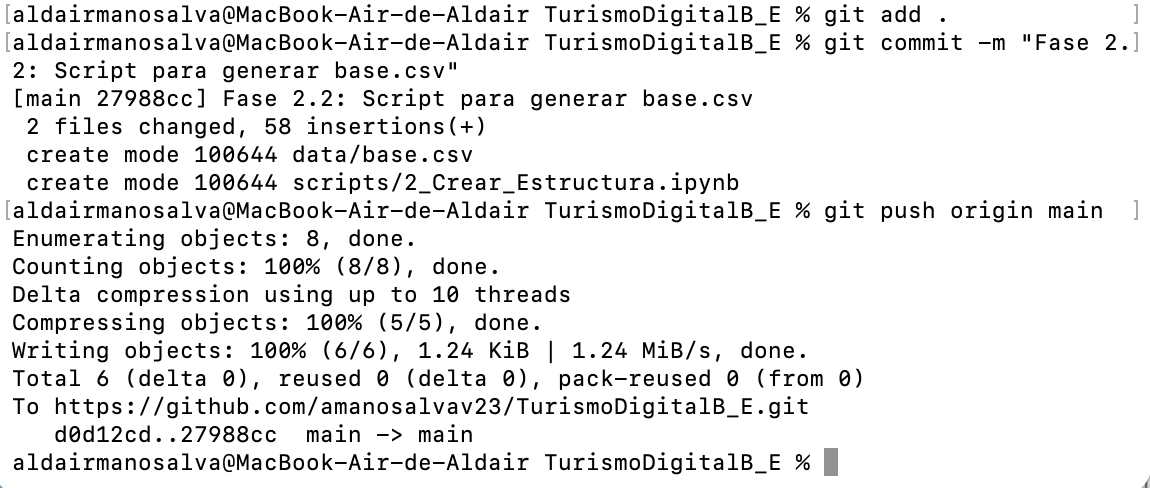 [aldairmanosalva@MacBook-Air-de-Aldair TurismoDigitalB_E % git add . ]
[aldairmanosalva@MacBook-Air-de-Aldair TurismoDigitalB_E % git commit -m "Fase 2.]
2: Script para generar base.csv"
[main 27988cc] Fase 2.2: Script para generar base.csv
 2 files changed, 58 insertions(+)
 create mode 100644 data/base.csv
 create mode 100644 scripts/2_Crear_Estructura.ipynb
[aldairmanosalva@MacBook-Air-de-Aldair TurismoDigitalB_E % git push origin main ]
Enumerating objects: 8, done.
Counting objects: 100% (8/8), done.
Delta compression using up to 10 threads
Compressing objects: 100% (5/5), done.
Writing objects: 100% (6/6), 1.24 KiB | 1.24 MiB/s, done.
Total 6 (delta 0), reused 0 (delta 0), pack-reused 0 (from 0)
To https://github.com/amanosalvav23/TurismoDigitalB_E.git
   d0d12cd..27988cc  main -> main
aldairmanosalva@MacBook-Air-de-Aldair TurismoDigitalB_E %